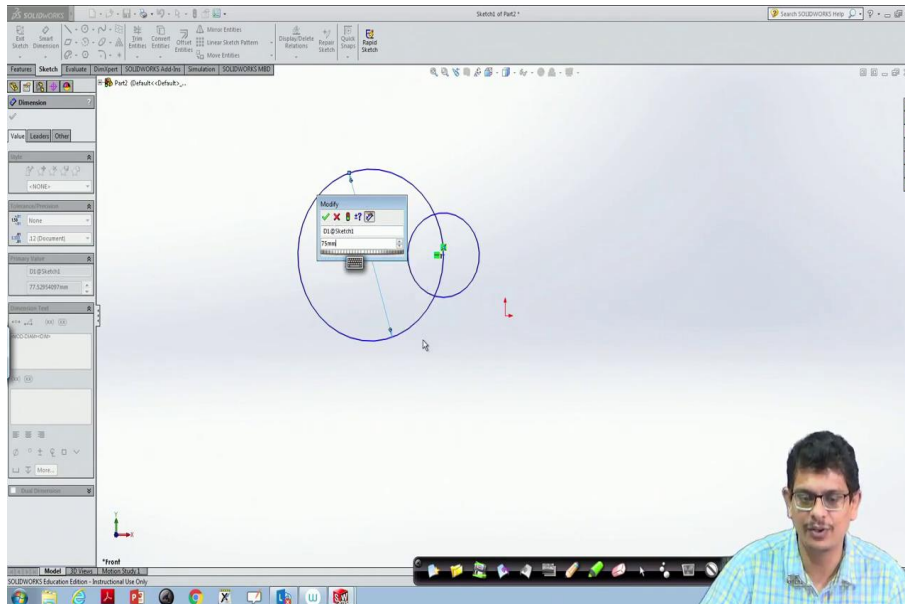 SOLIDWORKS
Sketch1 of Part2 *
Search SOLIDWORKS Help
Exit Sketch
Smart Dimension
Trim Entities
Convert Entities
Offset Entities
Mirror Entities
Linear Sketch Pattern
Move Entities
Display/Delete Relations
Repair Sketch
Quick Snaps
Rapid Sketch
Features Sketch Evaluate DimXpert SOLIDWORKS Add-Ins Simulation SOLIDWORKS MBD
Part2 (Default<<Default>_...
Dimension
Value Leaders Other
Style
<NONE>
Tolerance/Precision
None
.12 (Document)
Primary Value
D1@Sketch1
77.52954097mm
Dimension Text
More...
Dual Dimension
Modify
D1@Sketch1
75mm
Y
X
*Front
Model 3D Views Motion Study 1
SOLIDWORKS Education Edition - Instructional Use Only